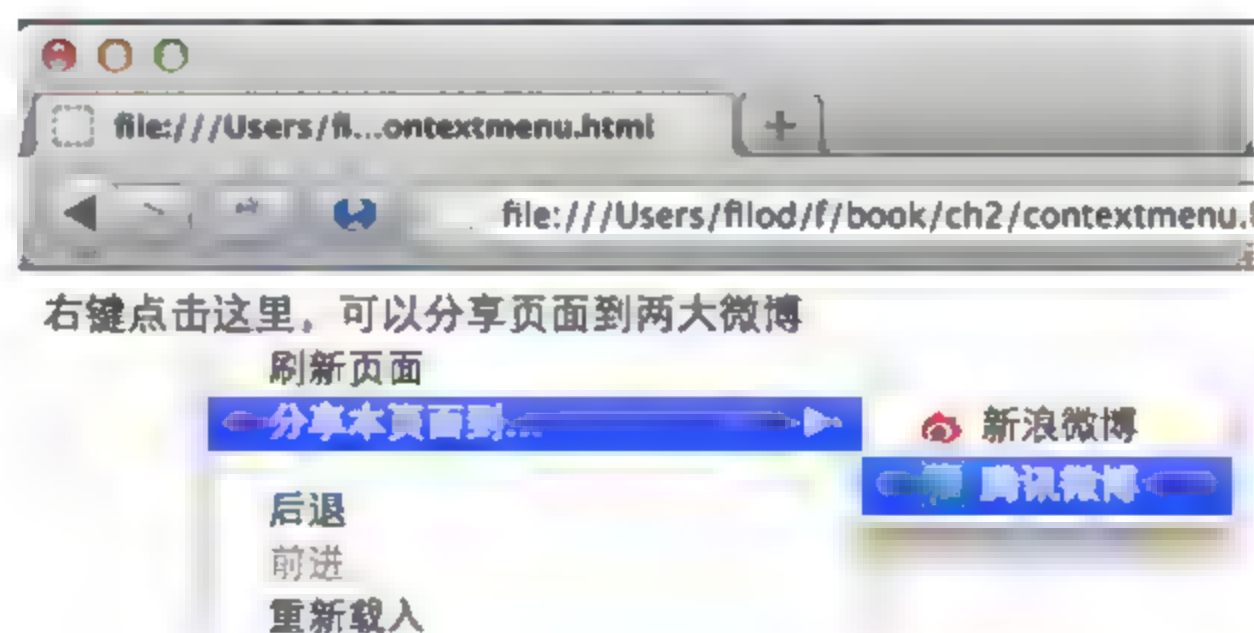 file:///Users/fi...ontextmenu.html
+
file:///Users/filod/f/book/ch2/contextmenu.
右键点击这里，可以分享页面到两大微博
刷新页面
分享本页面到...
新浪微博
腾讯微博
后退
前进
重新载入